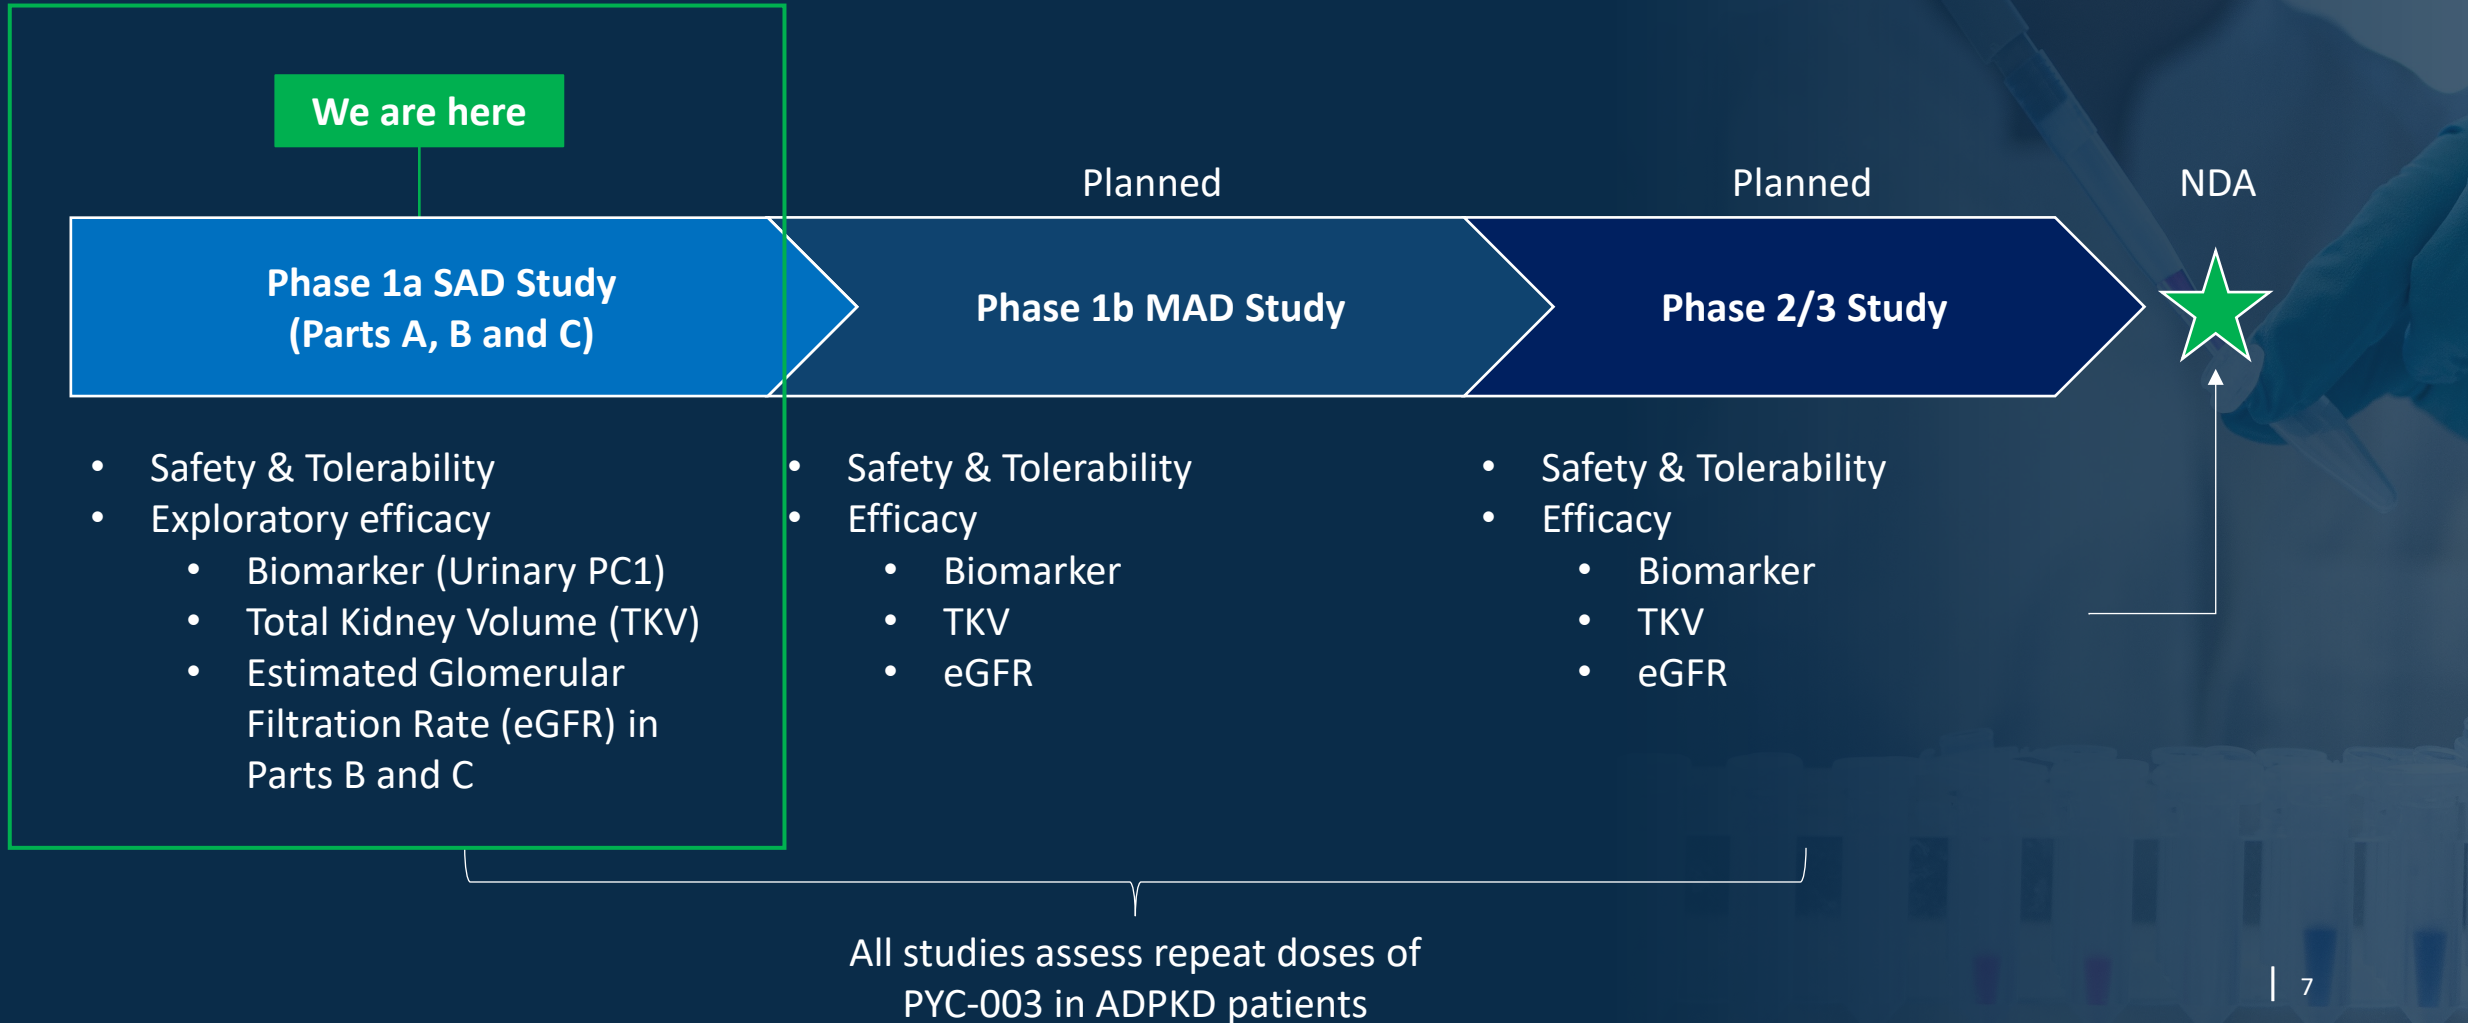 We are here
Planned
Planned
NDA
Phase 1a SAD Study
(Parts A, B and C)
Phase 1b MAD Study
Phase 2/3 Study
• Safety & Tolerability
• Exploratory efficacy
• Biomarker (Urinary PC1)
• Total Kidney Volume (TKV)
• Estimated Glomerular
Filtration Rate (eGFR) in
Parts B and C
• Safety & Tolerability
• Efficacy
• Biomarker
• TKV
• eGFR
• Safety & Tolerability
• Efficacy
• Biomarker
• TKV
• eGFR
All studies assess repeat doses of
PYC-003 in ADPKD patients
7